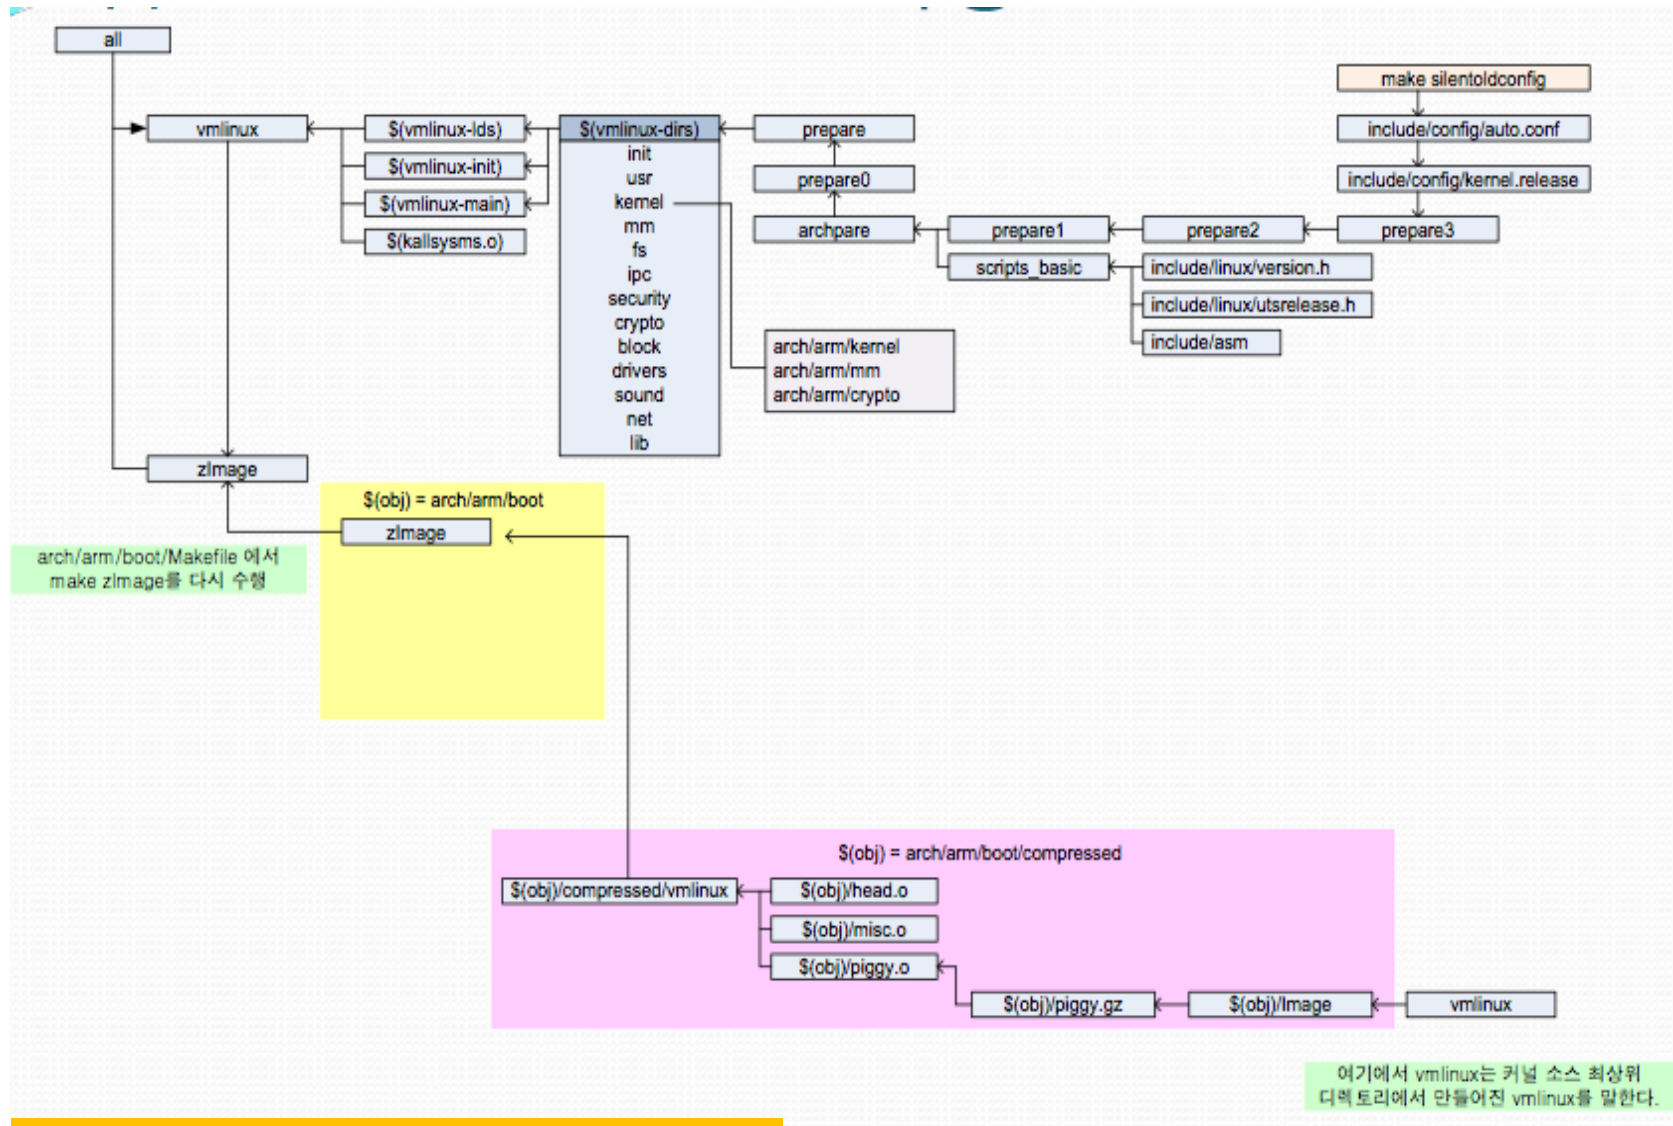 all
make silentoldconfig
vmlinux
$(vmlinux-lds)
$(vmlinux-dirs)
prepare
include/config/auto.conf
init
$(vmlinux-init)
usr
prepare0
include/config/kernel.release
$(vmlinux-main)
kernel
mm
$(kallsysms.o)
fs
archpare
prepare1
prepare2
prepare3
ipc
scripts_basic
include/linux/version.h
security
include/linux/utsrelease.h
crypto
block
drivers
sound
net
lib
include/asm
arch/arm/kernel
arch/arm/mm
arch/arm/crypto
zImage
$(obj) = arch/arm/boot
zImage
arch/arm/boot/Makefile 에서
make zImage를 다시 수행
$(obj) = arch/arm/boot/compressed
$(obj)/compressed/vmlinux
$(obj)/head.o
$(obj)/misc.o
$(obj)/piggy.o
$(obj)/piggy.gz
$(obj)/Image
vmlinux
여기에서 vmlinux는 커널 소스 최상위
디렉토리에서 만들어진 vmlinux를 말한다.